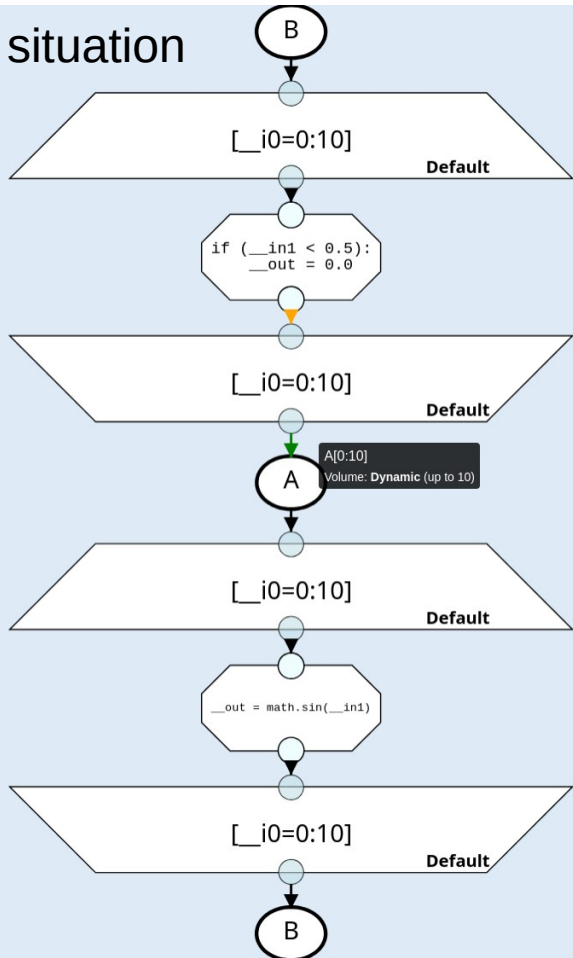 situation
B
[__i0=0:10]
Default
if (__in1 < 0.5):
    __out = 0.0
[__i0=0:10]
Default
A[0:10]
Volume: Dynamic (up to 10)
A
[__i0=0:10]
Default
__out = math.sin(__in1)
[__i0=0:10]
Default
B